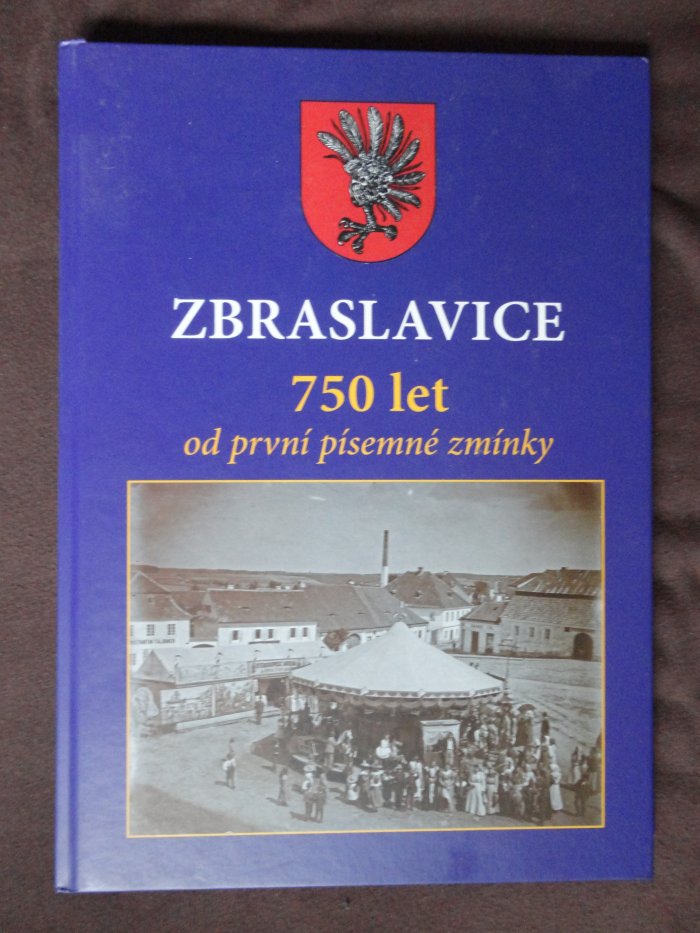 ZBRASLAVICE
750 let
od první písemné zmínky